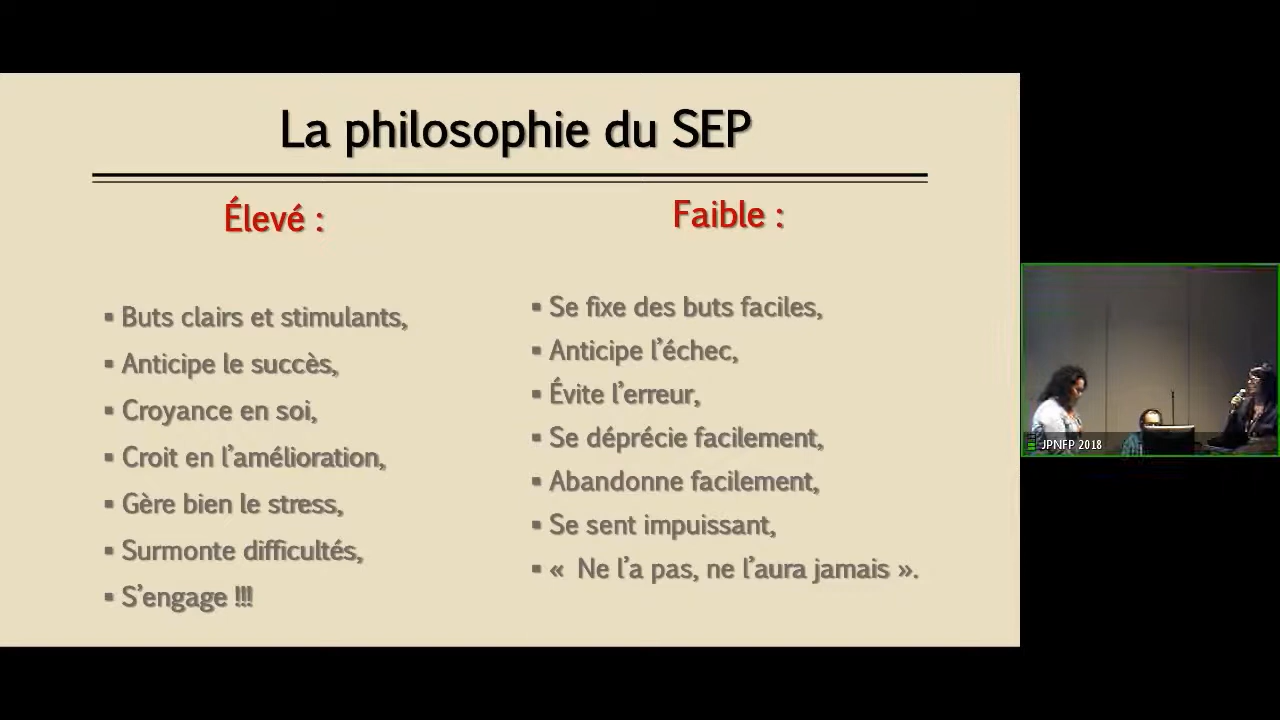 La philosophie du SEP
Élevé :
▪ Buts clairs et stimulants,
▪ Anticipe le succès,
▪ Croyance en soi,
▪ Croit en l’amélioration,
▪ Gère bien le stress,
▪ Surmonte difficultés,
▪ S’engage !!!
Faible :
▪ Se fixe des buts faciles,
▪ Anticipe l’échec,
▪ Évite l’erreur,
▪ Se déprécie facilement,
▪ Abandonne facilement,
▪ Se sent impuissant,
▪ «  Ne l’a pas, ne l’aura jamais ».
JPNFP 2018